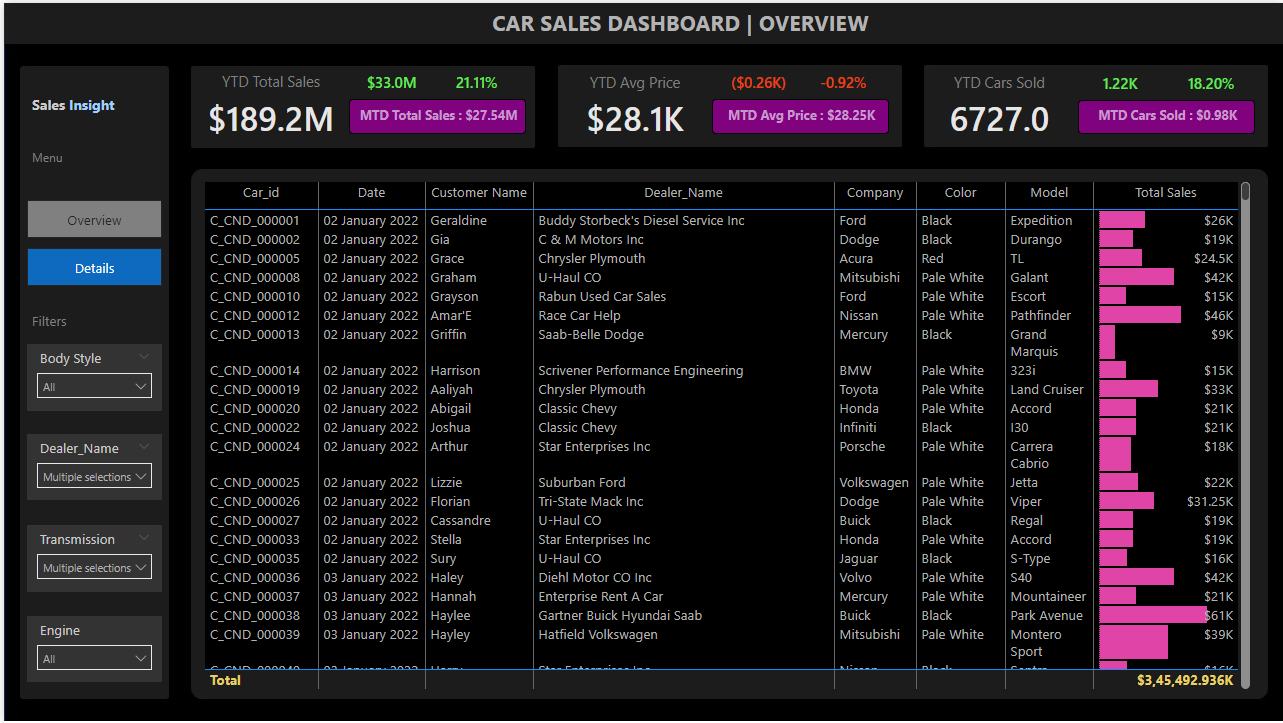 CAR SALES DASHBOARD | OVERVIEW
Sales Insight
Menu
Overview
Details
Filters
Body Style
All
Dealer_Name
Multiple selections
Transmission
Multiple selections
Engine
All
YTD Total Sales $33.0M 21.11%
$189.2M MTD Total Sales : $27.54M
YTD Avg Price ($0.26K) -0.92%
$28.1K MTD Avg Price : $28.25K
YTD Cars Sold 1.22K 18.20%
6727.0 MTD Cars Sold : $0.98K
Car_id Date Customer Name Dealer_Name Company Color Model Total Sales
C_CND_000001 02 January 2022 Geraldine Buddy Storbeck's Diesel Service Inc Ford Black Expedition $26K
C_CND_000002 02 January 2022 Gia C & M Motors Inc Dodge Black Durango $19K
C_CND_000005 02 January 2022 Grace Chrysler Plymouth Acura Red TL $24.5K
C_CND_000008 02 January 2022 Graham U-Haul CO Mitsubishi Pale White Galant $42K
C_CND_000010 02 January 2022 Grayson Rabun Used Car Sales Ford Pale White Escort $15K
C_CND_000012 02 January 2022 Amar'E Race Car Help Nissan Pale White Pathfinder $46K
C_CND_000013 02 January 2022 Griffin Saab-Belle Dodge Mercury Black Grand $9K
Marquis
C_CND_000014 02 January 2022 Harrison Scrivener Performance Engineering BMW Pale White 323i $15K
C_CND_000019 02 January 2022 Aaliyah Chrysler Plymouth Toyota Pale White Land Cruiser $33K
C_CND_000020 02 January 2022 Abigail Classic Chevy Honda Pale White Accord $21K
C_CND_000022 02 January 2022 Joshua Classic Chevy Infiniti Black I30 $21K
C_CND_000024 02 January 2022 Arthur Star Enterprises Inc Porsche Pale White Carrera $18K
Cabrio
C_CND_000025 02 January 2022 Lizzie Suburban Ford Volkswagen Pale White Jetta $22K
C_CND_000026 02 January 2022 Florian Tri-State Mack Inc Dodge Pale White Viper $31.25K
C_CND_000027 02 January 2022 Cassandre U-Haul CO Buick Black Regal $19K
C_CND_000033 02 January 2022 Stella Star Enterprises Inc Honda Pale White Accord $19K
C_CND_000035 02 January 2022 Sury U-Haul CO Jaguar Black S-Type $16K
C_CND_000036 03 January 2022 Haley Diehl Motor CO Inc Volvo Pale White S40 $42K
C_CND_000037 03 January 2022 Hannah Enterprise Rent A Car Mercury Pale White Mountaineer $21K
C_CND_000038 03 January 2022 Haylee Gartner Buick Hyundai Saab Buick Black Park Avenue $61K
C_CND_000039 03 January 2022 Hayley Hatfield Volkswagen Mitsubishi Pale White Montero $39K
Sport
Total $3,45,492.936K